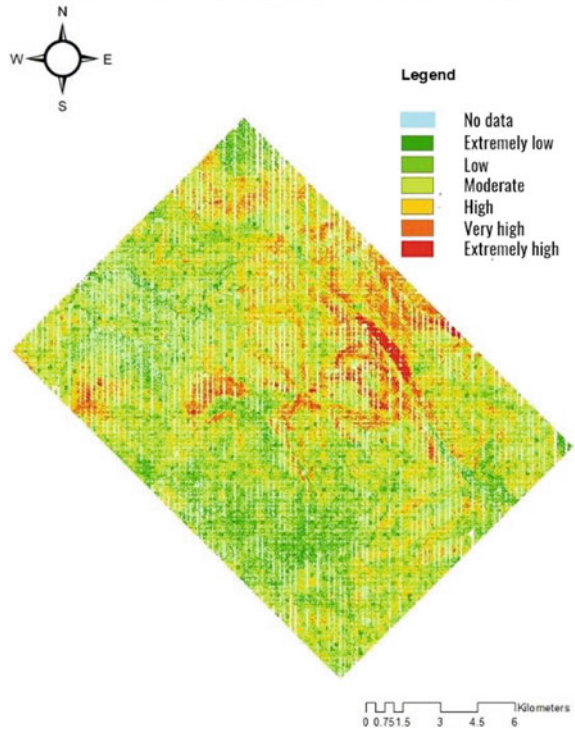 N
W E
S
Legend
No data
Extremely low
Low
Moderate
High
Very high
Extremely high
Kilometers
0 0.75 1.5 3 4.5 6